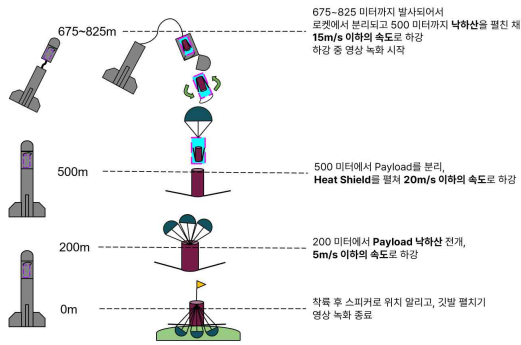 675~825 미터까지 발사되어서
로켓에서 분리되고 500 미터까지 낙하산을 펼친 채
15m/s 이하의 속도로 하강
하강 중 영상 녹화 시작
675~825m
500m
500 미터에서 Payload를 분리,
Heat Shield를 펼쳐 20m/s 이하의 속도로 하강
200m
200 미터에서 Payload 낙하산 전개,
5m/s 이하의 속도로 하강
0m
착륙 후 스피커로 위치 알리고, 깃발 펼치기
영상 녹화 종료